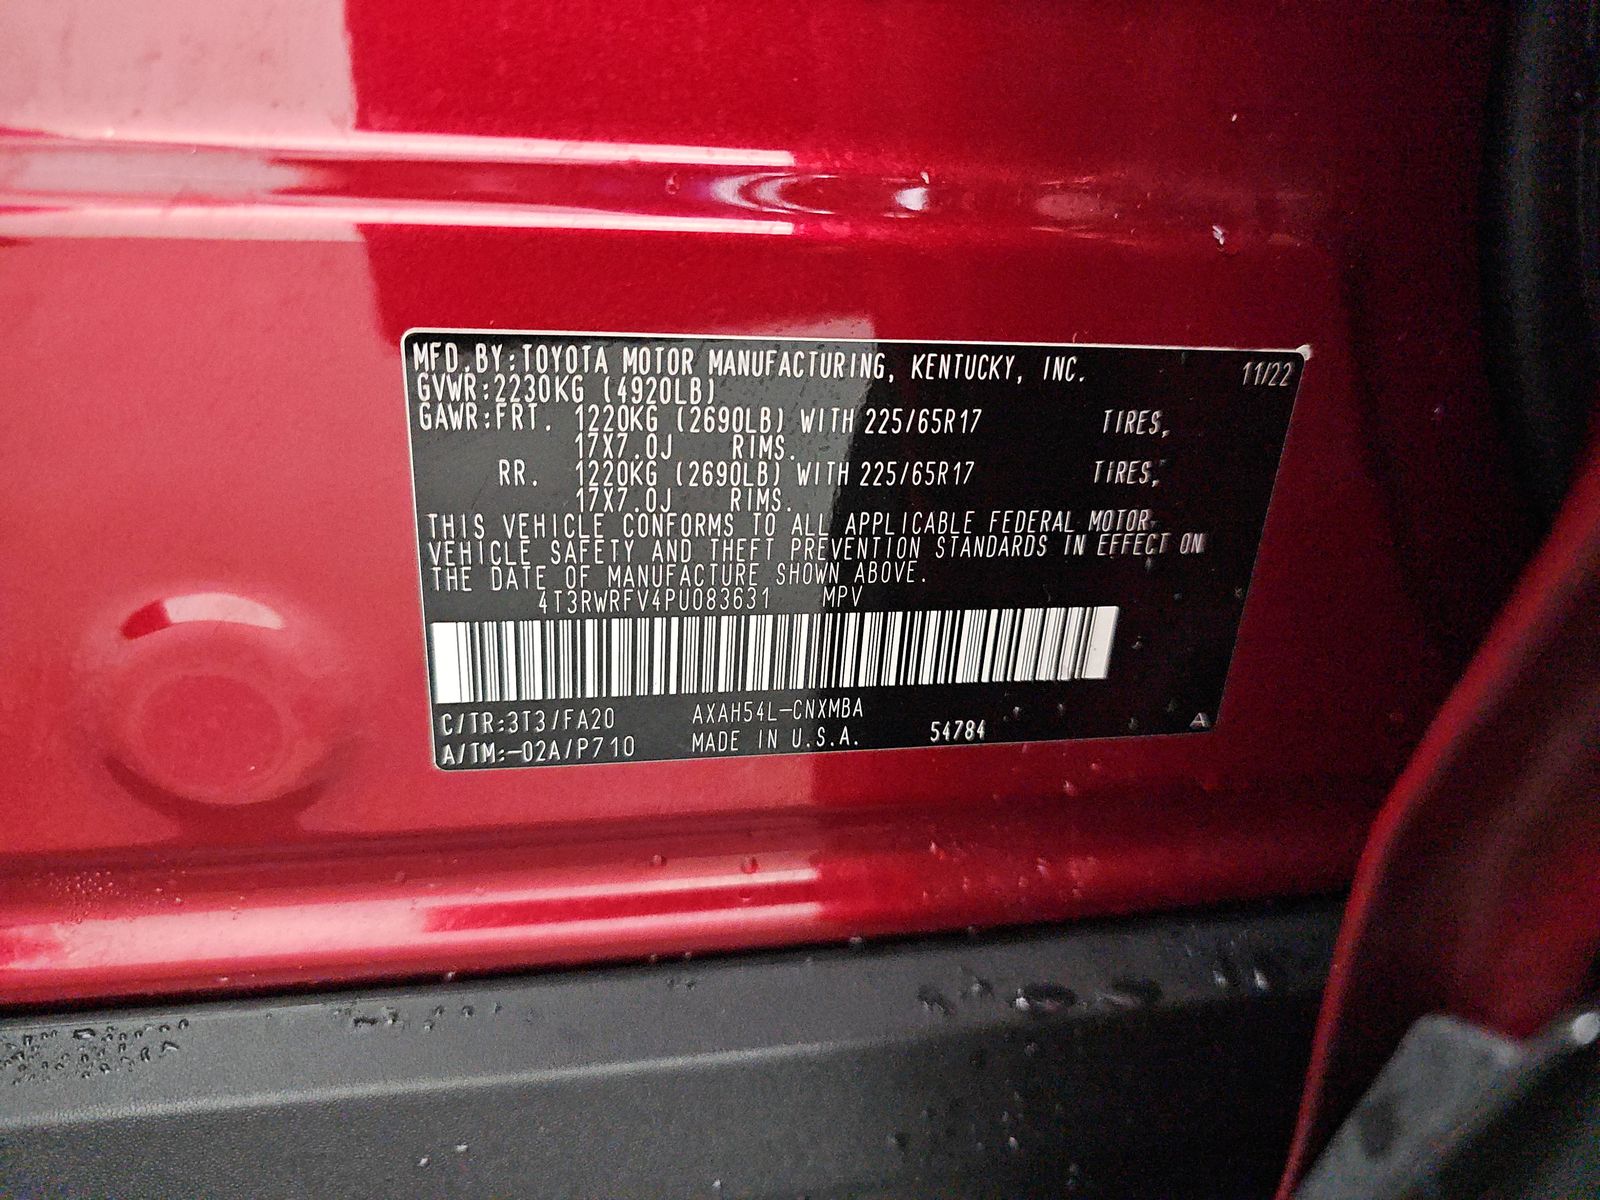 MFD.BY:TOYOTA MOTOR MANUFACTURING, KENTUCKY, INC. 11/22
GVWR:2230KG (4920LB)
GAWR:FRT. 1220KG (2690LB) WITH 225/65R17 TIRES,
17X7.0J RIMS.
RR. 1220KG (2690LB) WITH 225/65R17 TIRES,
17X7.0J RIMS.
THIS VEHICLE CONFORMS TO ALL APPLICABLE FEDERAL MOTOR
VEHICLE SAFETY AND THEFT PREVENTION STANDARDS IN EFFECT ON
THE DATE OF MANUFACTURE SHOWN ABOVE.
4T3RWRFV4PU083631 MPV
C/TR:3T3/FA20 AXAH54L-CNXMBA
A/TM:-02A/P710 MADE IN U.S.A. 54784 A